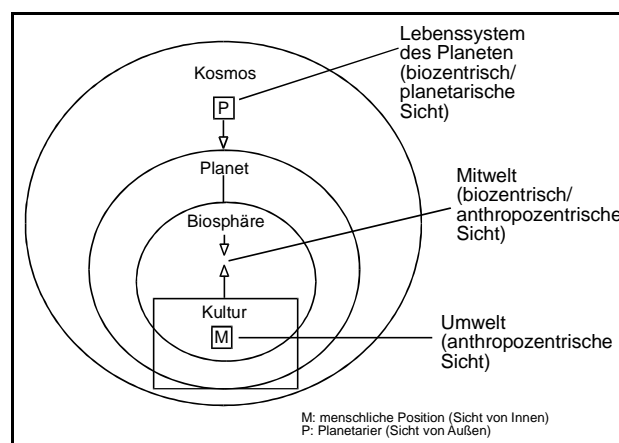 Lebenssystem
des Planeten
(biozentrisch/
planetarische
Sicht)
Kosmos
P
Planet
Mitwelt
(biozentrisch/
anthropozentrische
Sicht)
Biosphäre
Kultur
M
Umwelt
(anthropozentrische
Sicht)
M: menschliche Position (Sicht von Innen)
P: Planetarier (Sicht von Außen)